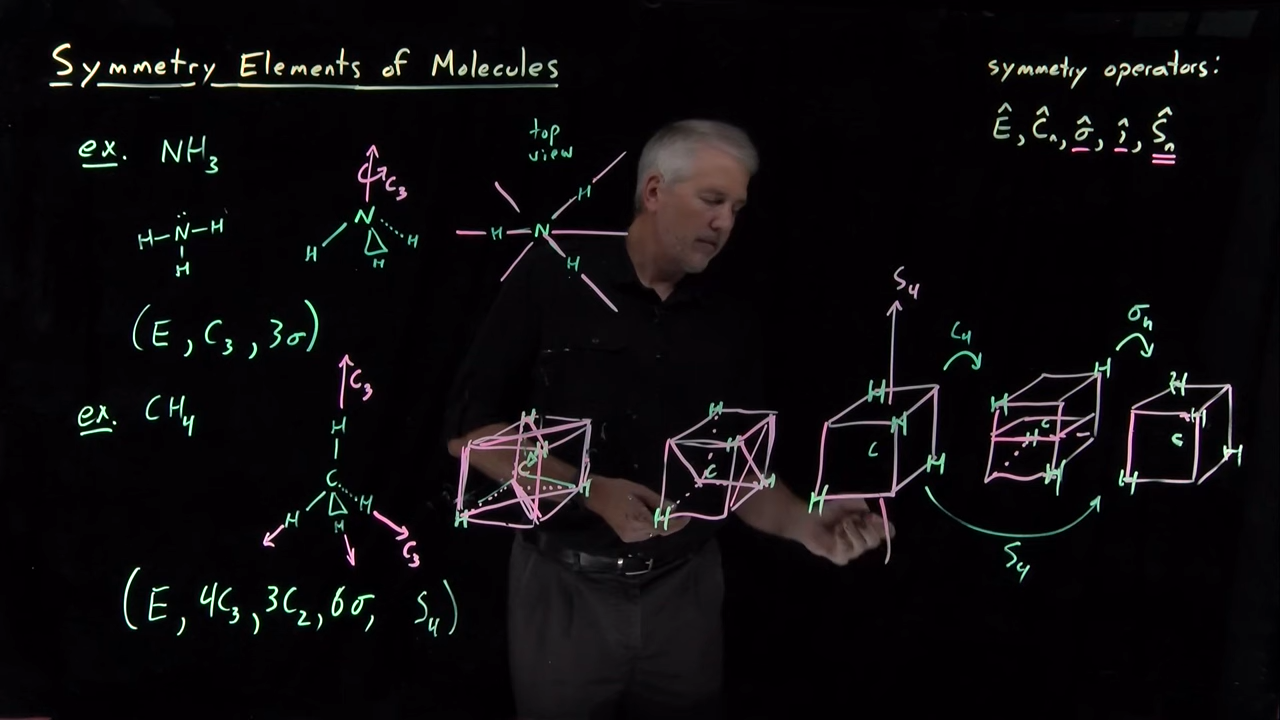 Symmetry Elements of Molecules
symmetry operators:
Ê, Ĉn, σ̂, î, Ŝn
ex. NH3
top
view
C3
N
H H
H
H N H
H
H
H-N-H
H
(E, C3, 3σ)
ex. CH4
C3
H
C
H H
H
C3
(E, 4C3, 3C2, 6σ, S4)
H
H
C
H H
H
H
C
H H
S4
H
H
C
H H
C4
H
H
C
H
H
σh
H
H
C
H H
S4